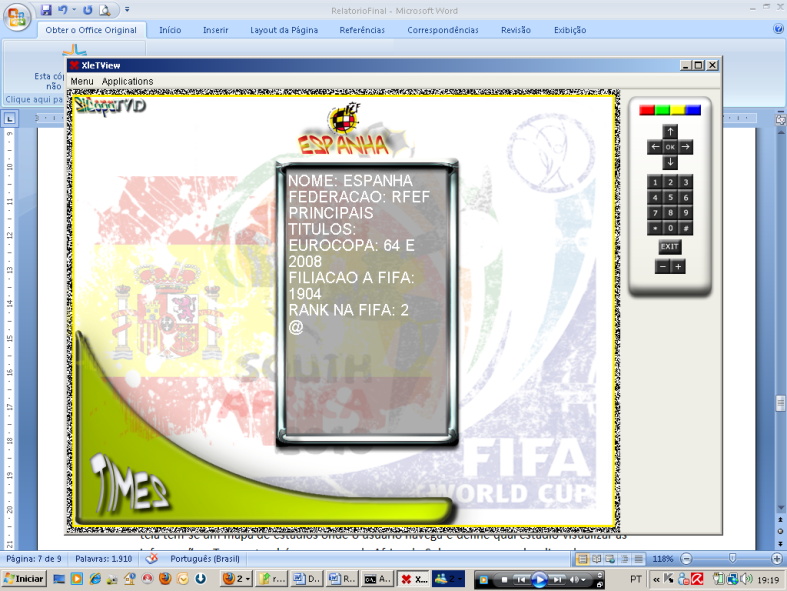 RelatorioFinal - Microsoft Word
Obter o Office Original
Início
Inserir
Layout da Página
Referências
Correspondências
Revisão
Exibição
Esta có
não
Clique aqui pa
XleTView
Menu Applications
SiCopaTVD
ESPANHA
NOME: ESPANHA
FEDERACAO: RFEF
PRINCIPAIS
TITULOS:
EUROCOPA: 64 E
2008
FILIACAO A FIFA:
1904
RANK NA FIFA: 2
@
SOUTH
AFRICA
2010
FIFA
WORLD CUP
TIMES
OK
1 2 3
4 5 6
7 8 9
* 0 #
EXIT
- +
tela tem se um mapa de estádios onde o usuário navega e define qual estádio visualizar as
Página: 7 de 9
Palavras: 1.910
Português (Brasil)
118%
Iniciar
2
r...
D...
R...
A...
X...
2
PT
19:19